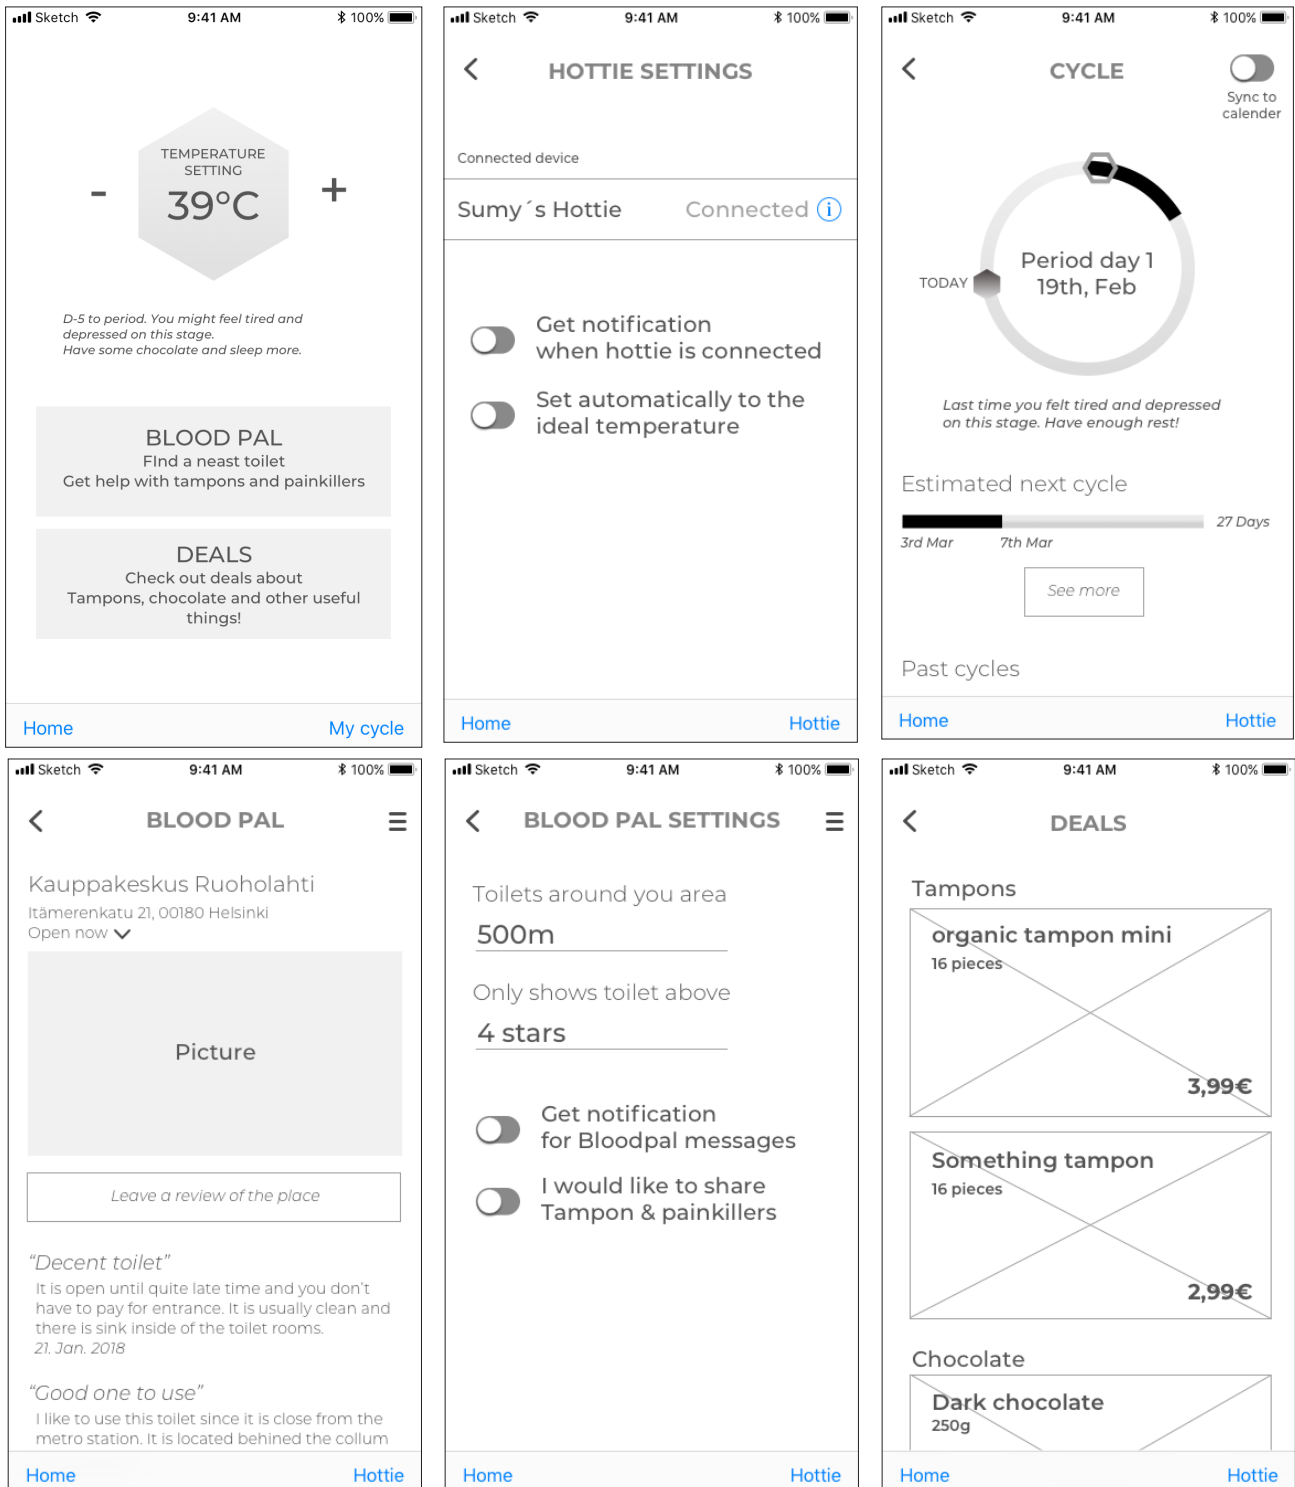 Sketch 9:41 AM 100%
TEMPERATURE
SETTING
- 39°C +
D-5 to period. You might feel tired and
depressed on this stage.
Have some chocolate and sleep more.
BLOOD PAL
FInd a neast toilet
Get help with tampons and painkillers
DEALS
Check out deals about
Tampons, chocolate and other useful
things!
Home My cycle
Sketch 9:41 AM 100%
HOTTIE SETTINGS
Connected device
Sumy´s Hottie Connected i
Get notification
when hottie is connected
Set automatically to the
ideal temperature
Home Hottie
Sketch 9:41 AM 100%
CYCLE
Sync to
calender
Period day 1
19th, Feb
TODAY
Last time you felt tired and depressed
on this stage. Have enough rest!
Estimated next cycle
27 Days
3rd Mar 7th Mar
See more
Past cycles
Home Hottie
Sketch 9:41 AM 100%
BLOOD PAL
Kauppakeskus Ruoholahti
Itämerenkatu 21, 00180 Helsinki
Open now
Picture
Leave a review of the place
“Decent toilet”
It is open until quite late time and you don’t
have to pay for entrance. It is usually clean and
there is sink inside of the toilet rooms.
21. Jan. 2018
“Good one to use”
I like to use this toilet since it is close from the
metro station. It is located behined the collum
Home Hottie
Sketch 9:41 AM 100%
BLOOD PAL SETTINGS
Toilets around you area
500m
Only shows toilet above
4 stars
Get notification
for Bloodpal messages
I would like to share
Tampon & painkillers
Home Hottie
Sketch 9:41 AM 100%
DEALS
Tampons
organic tampon mini
16 pieces
3,99€
Something tampon
16 pieces
2,99€
Chocolate
Dark chocolate
250g
Home Hottie